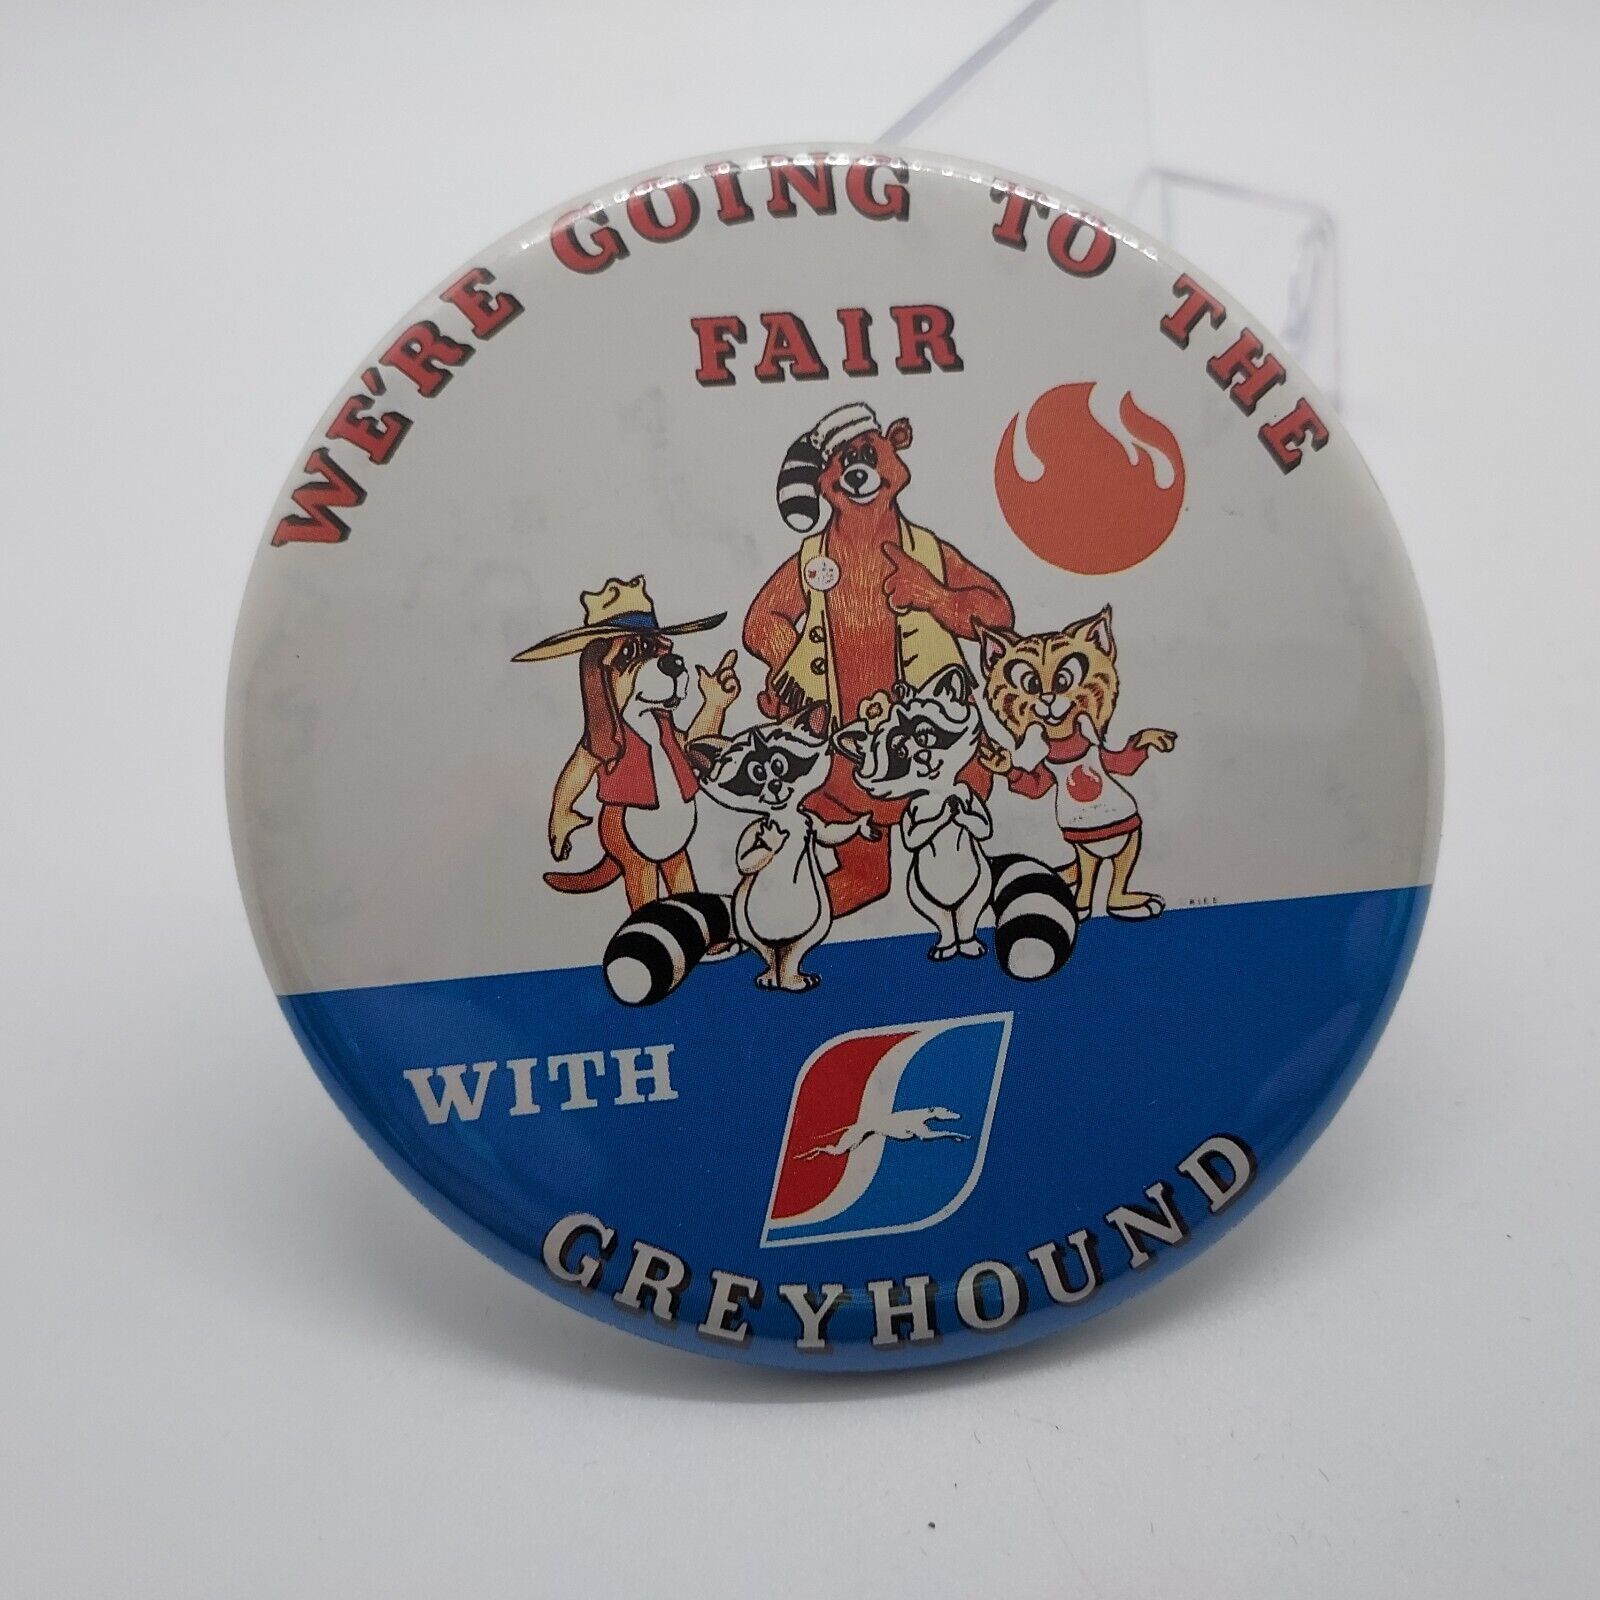 WE'RE GOING TO THE
FAIR
WITH
GREYHOUND